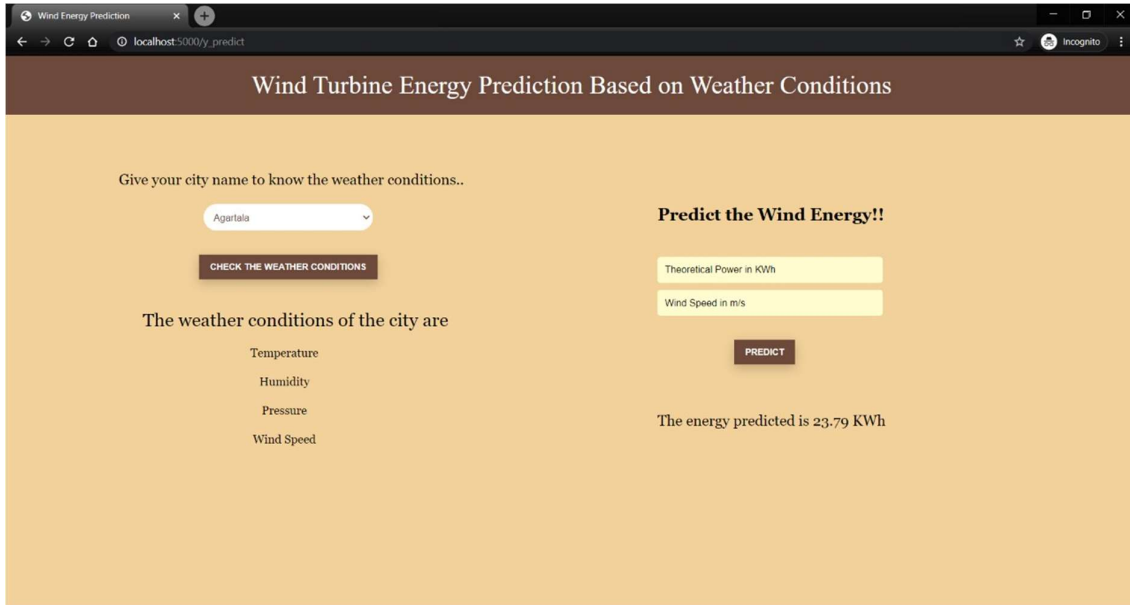 Wind Energy Prediction
localhost:5000/y_predict
Incognito
Wind Turbine Energy Prediction Based on Weather Conditions
Give your city name to know the weather conditions..
Agartala
CHECK THE WEATHER CONDITIONS
The weather conditions of the city are
Temperature
Humidity
Pressure
Wind Speed
Predict the Wind Energy!!
Theoretical Power in KWh
Wind Speed in m/s
PREDICT
The energy predicted is 23.79 KWh